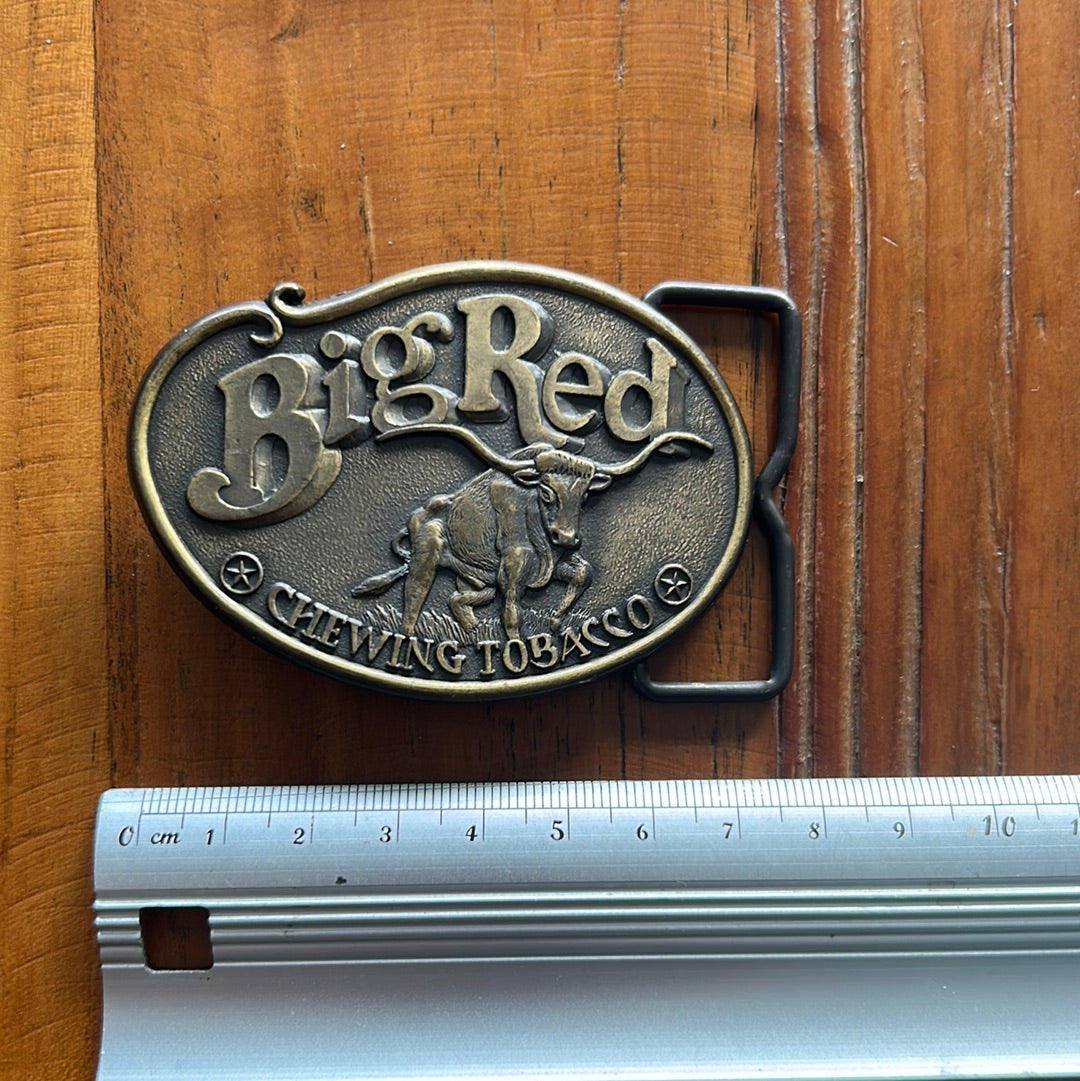 Big Red
CHEWING TOBACCO
0 cm 1 2 3 4 5 6 7 8 9 10